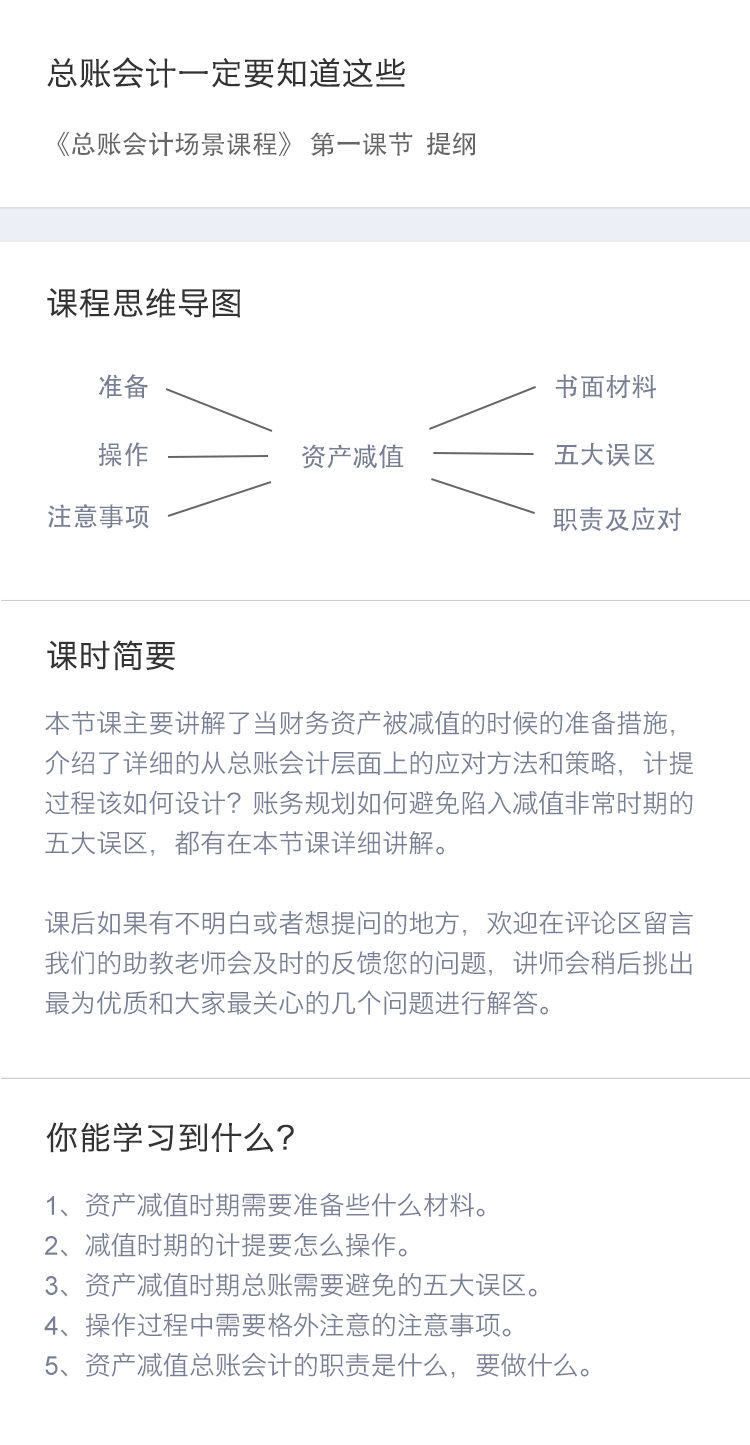 总账会计一定要知道这些
《总账会计场景课程》 第一课节 提纲
课程思维导图
准备
书面材料
操作
资产减值
五大误区
注意事项
职责及应对
课时简要
本节课主要讲解了当财务资产被减值的时候的准备措施，
介绍了详细的从总账会计层面上的应对方法和策略，计提
过程该如何设计？账务规划如何避免陷入减值非常时期的
五大误区，都有在本节课详细讲解。
课后如果有不明白或者想提问的地方，欢迎在评论区留言
我们的助教老师会及时的反馈您的问题，讲师会稍后挑出
最为优质和大家最关心的几个问题进行解答。
你能学习到什么？
1、资产减值时期需要准备些什么材料。
2、减值时期的计提要怎么操作。
3、资产减值时期总账需要避免的五大误区。
4、操作过程中需要格外注意的注意事项。
5、资产减值总账会计的职责是什么，要做什么。